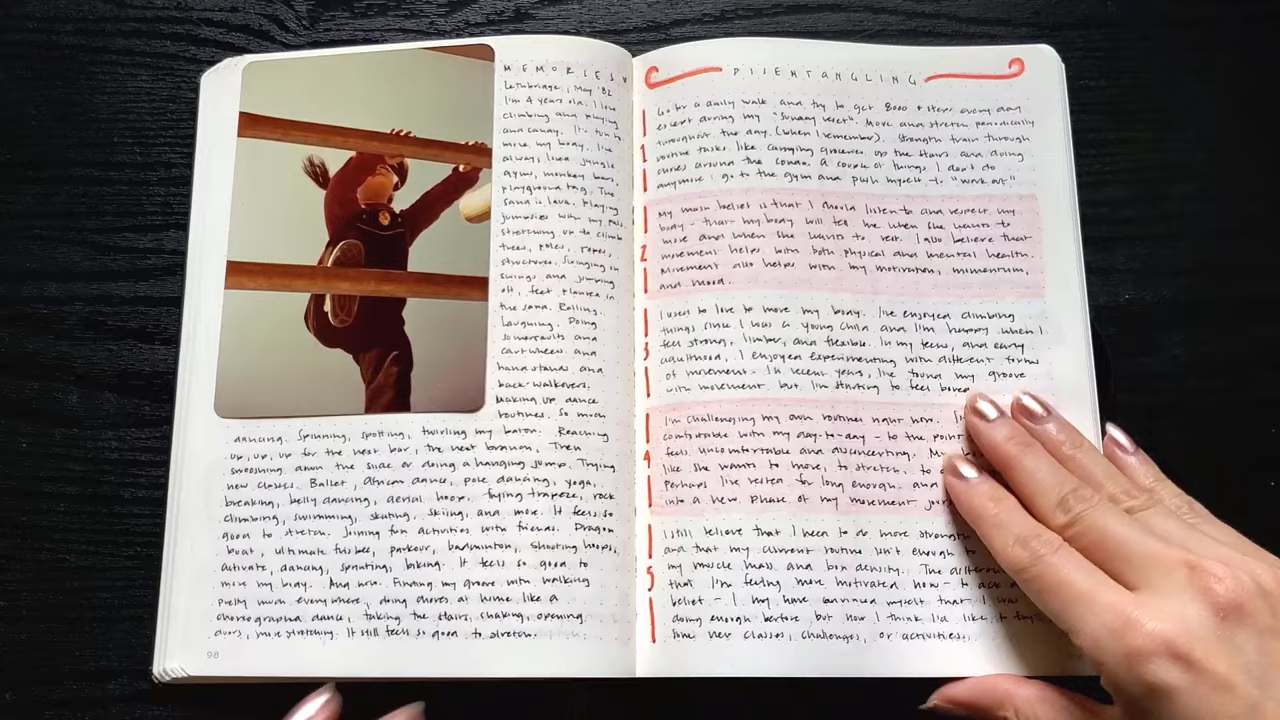 MEMORIES
Lethbridge, May '82
I'm 4 years old. I love
climbing and playing
and candy. It's fun to
move my body. I've
always liked jungle
gyms, monkey bars,
playground tag. The
sand is lava. Playing
jumpsies with my pals.
Stretching up to climb
trees, poles, ropes,
structures. Swinging on
swings and jumping
off, feet planted in
the sand. Rolling.
Laughing. Doing
somersaults and
cartwheels and
handstands and
back-walkovers.
Making up dance
routines. So much
dancing. Spinning, spotting, twirling my baton. Reaching
up, up, up for the next bar, the next branch. Then
swooshing down the slide or doing a hanging jump. Trying
new classes. Ballet, African dance, pole dancing, yoga,
breaking, belly dancing, aerial hoop, flying trapeze, rock
climbing, swimming, skating, skiing, and more. It feels so
good to stretch. Joining fun activities with friends. Dragon
boat, ultimate frisbee, parkour, badminton, shooting hoops,
activate, dancing, sprinting, biking. It feels so good to
move my body. And now. Finding my groove with walking
pretty much everywhere, doing chores at home like a
choreographed dance, taking the stairs, shaking, opening
doors, more stretching. It still feels so good to stretch.
98
DISENTANGLING
Go for a daily walk and try to get 8000+ steps every day
except during my "Sunday reset". Move and stretch periodically
throughout the day. (when I remember) Strength train through
routine tasks like carrying groceries up the stairs and doing
chores around the condo. A couple of things I don't do
anymore: go to the gym and push myself to "work out".
1
My main belief is that I should listen to and respect my
body - that my body will tell me when she wants to
move and when she wants to rest. I also believe that
movement helps with both physical and mental health.
Movement also helps with my motivation, momentum,
and mood.
2
I used to love to move my body. I've enjoyed climbing
things since I was a young child and I'm happy when I
feel strong, limber, and flexible. In my teens, and early
adulthood, I enjoyed experimenting with different forms
of movement. In recent years, I've found my groove
with movement but I'm starting to feel bored
3
I'm challenging my own routines right now.
comfortable with my day-to-day - to the point
feels uncomfortable and disconcerting.
like she wants to move, to stretch, to
Perhaps I've rested for long enough and
into a new phase of my movement
4
I still believe that I need to do more strength
and that my current routine isn't enough to
my muscle mass and bone density. The
that I'm feeling more motivated now - to
belief - I may have convinced myself that I was
doing enough before but now I think I'd like to try
some new classes, challenges, or activities.
5